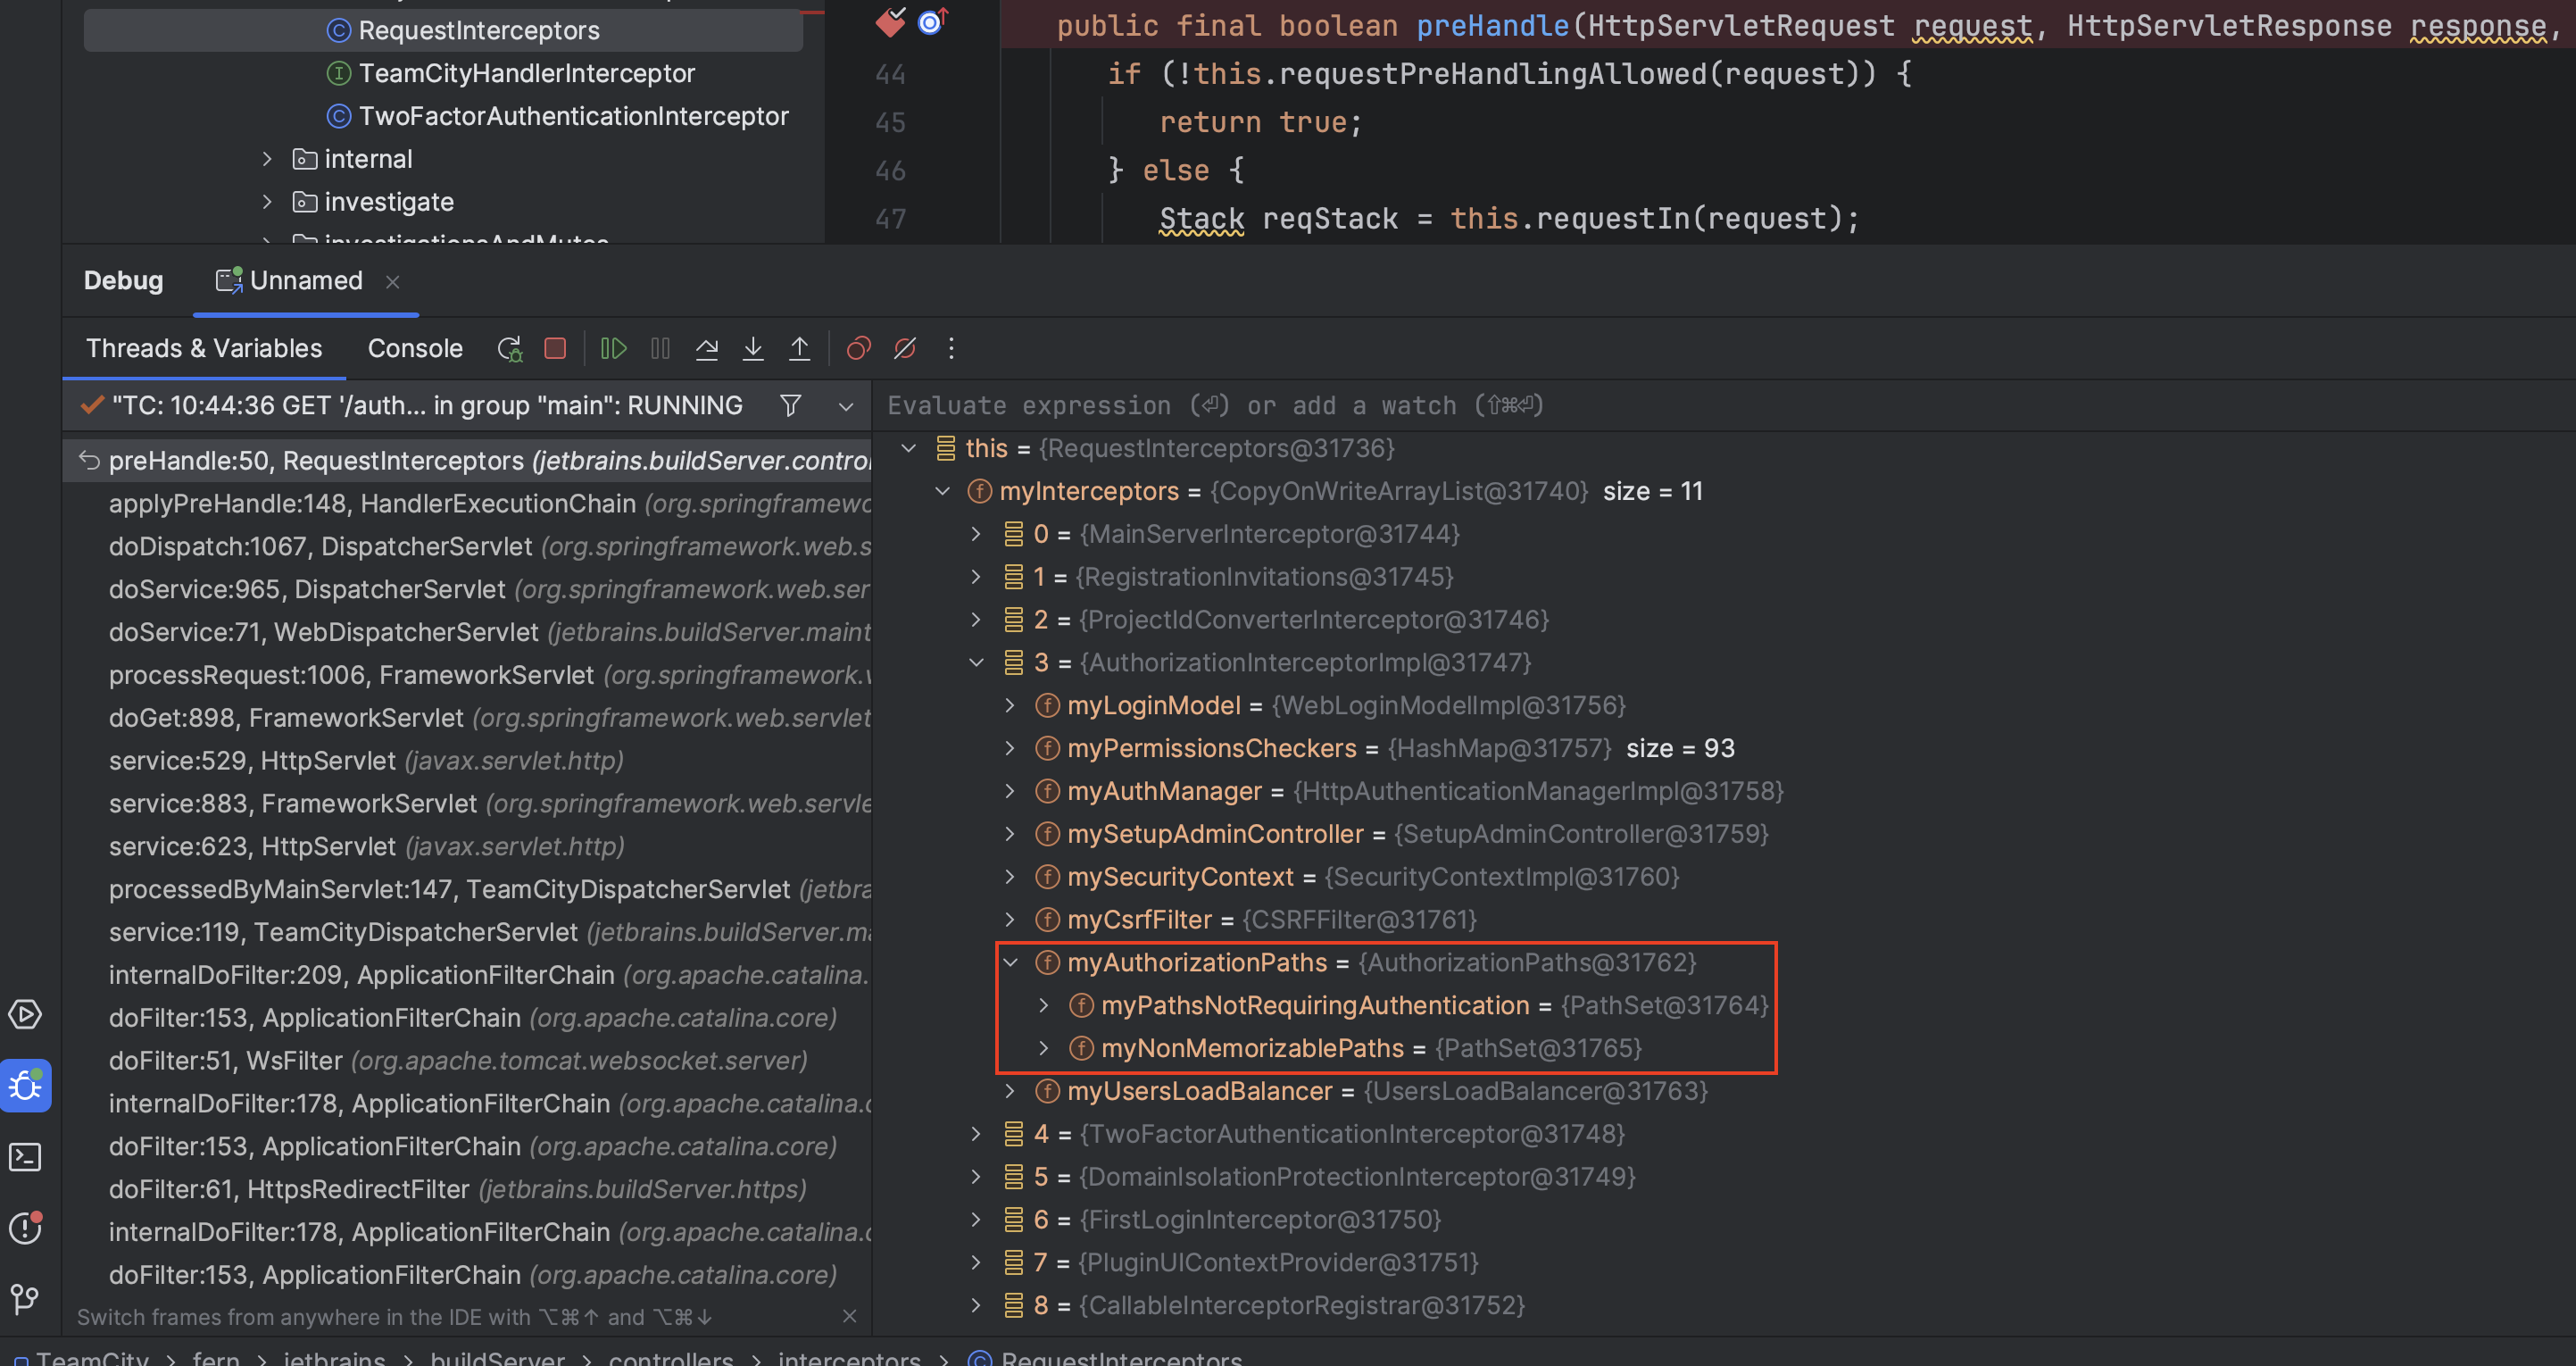 RequestInterceptors
TeamCityHandlerInterceptor
TwoFactorAuthenticationInterceptor
internal
investigate
investigationsAndMutes
public final boolean preHandle(HttpServletRequest request, HttpServletResponse response,
44 if (!this.requestPreHandlingAllowed(request)) {
45 return true;
46 } else {
47 Stack reqStack = this.requestIn(request);
Debug Unnamed
Threads & Variables Console
"TC: 10:44:36 GET '/auth... in group "main": RUNNING
preHandle:50, RequestInterceptors (jetbrains.buildServer.control
applyPreHandle:148, HandlerExecutionChain (org.springframewo
doDispatch:1067, DispatcherServlet (org.springframework.web.s
doService:965, DispatcherServlet (org.springframework.web.ser
doService:71, WebDispatcherServlet (jetbrains.buildServer.maint
processRequest:1006, FrameworkServlet (org.springframework.w
doGet:898, FrameworkServlet (org.springframework.web.servlet
service:529, HttpServlet (javax.servlet.http)
service:883, FrameworkServlet (org.springframework.web.servle
service:623, HttpServlet (javax.servlet.http)
processedByMainServlet:147, TeamCityDispatcherServlet (jetbra
service:119, TeamCityDispatcherServlet (jetbrains.buildServer.ma
internalDoFilter:209, ApplicationFilterChain (org.apache.catalina.
doFilter:153, ApplicationFilterChain (org.apache.catalina.core)
doFilter:51, WsFilter (org.apache.tomcat.websocket.server)
internalDoFilter:178, ApplicationFilterChain (org.apache.catalina.c
doFilter:153, ApplicationFilterChain (org.apache.catalina.core)
doFilter:61, HttpsRedirectFilter (jetbrains.buildServer.https)
internalDoFilter:178, ApplicationFilterChain (org.apache.catalina.c
doFilter:153, ApplicationFilterChain (org.apache.catalina.core)
Switch frames from anywhere in the IDE with ⌥⌘↑ and ⌥⌘↓
Evaluate expression (⏎) or add a watch (⇧⌘⏎)
this = {RequestInterceptors@31736}
myInterceptors = {CopyOnWriteArrayList@31740} size = 11
0 = {MainServerInterceptor@31744}
1 = {RegistrationInvitations@31745}
2 = {ProjectIdConverterInterceptor@31746}
3 = {AuthorizationInterceptorImpl@31747}
myLoginModel = {WebLoginModelImpl@31756}
myPermissionsCheckers = {HashMap@31757} size = 93
myAuthManager = {HttpAuthenticationManagerImpl@31758}
mySetupAdminController = {SetupAdminController@31759}
mySecurityContext = {SecurityContextImpl@31760}
myCsrfFilter = {CSRFFilter@31761}
myAuthorizationPaths = {AuthorizationPaths@31762}
myPathsNotRequiringAuthentication = {PathSet@31764}
myNonMemorizablePaths = {PathSet@31765}
myUsersLoadBalancer = {UsersLoadBalancer@31763}
4 = {TwoFactorAuthenticationInterceptor@31748}
5 = {DomainIsolationProtectionInterceptor@31749}
6 = {FirstLoginInterceptor@31750}
7 = {PluginUIContextProvider@31751}
8 = {CallableInterceptorRegistrar@31752}
TeamCity > fern > jetbrains > buildServer > controllers > interceptors > RequestInterceptors